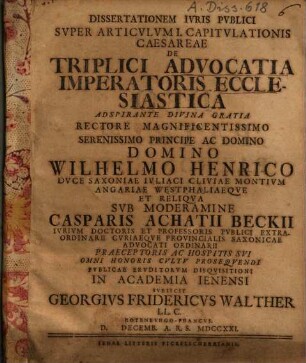 A. Diss. 618
DISSERTATIONEM IVRIS PVBLICI
SVPER ARTICVLVM I. CAPITVLATIONIS
CAESAREAE
DE
TRIPLICI ADVOCATIA
IMPERATORIS ECCLE-
SIASTICA
ADSPIRANTE DIVINA GRATIA
RECTORE MAGNIFICENTISSIMO
SERENISSIMO PRINCIPE AC DOMINO
DOMINO
WILHELMO HENRICO
DVCE SAXONIAE IVLIACI CLIVIAE MONTIVM
ANGARIAE WESTPHALIAEQVE
ET RELIQVA
SVB MODERAMINE
CASPARIS ACHATII BECKII
IVRIVM DOCTORIS ET PROFESSORIS PVBLICI EXTRA-
ORDINARII CVRIAEQVE PROVINCIALIS SAXONICAE
ADVOCATI ORDINARII
PRAECEPTORIS AC HOSPITIS SVI
OMNI HONORIS CVLTV PROSEQVENDI
PVBLICAE ERVDITORVM DISQVISITIONI
IN ACADEMIA IENENSI
SVBIICIT
GEORGIVS FRIDERICVS WALTHER
L.L. C.
ROTENBVRGO-FRANCVS.
D. DECEMB. A. R. S. MDCCXXI.
IENAE LITTERIS